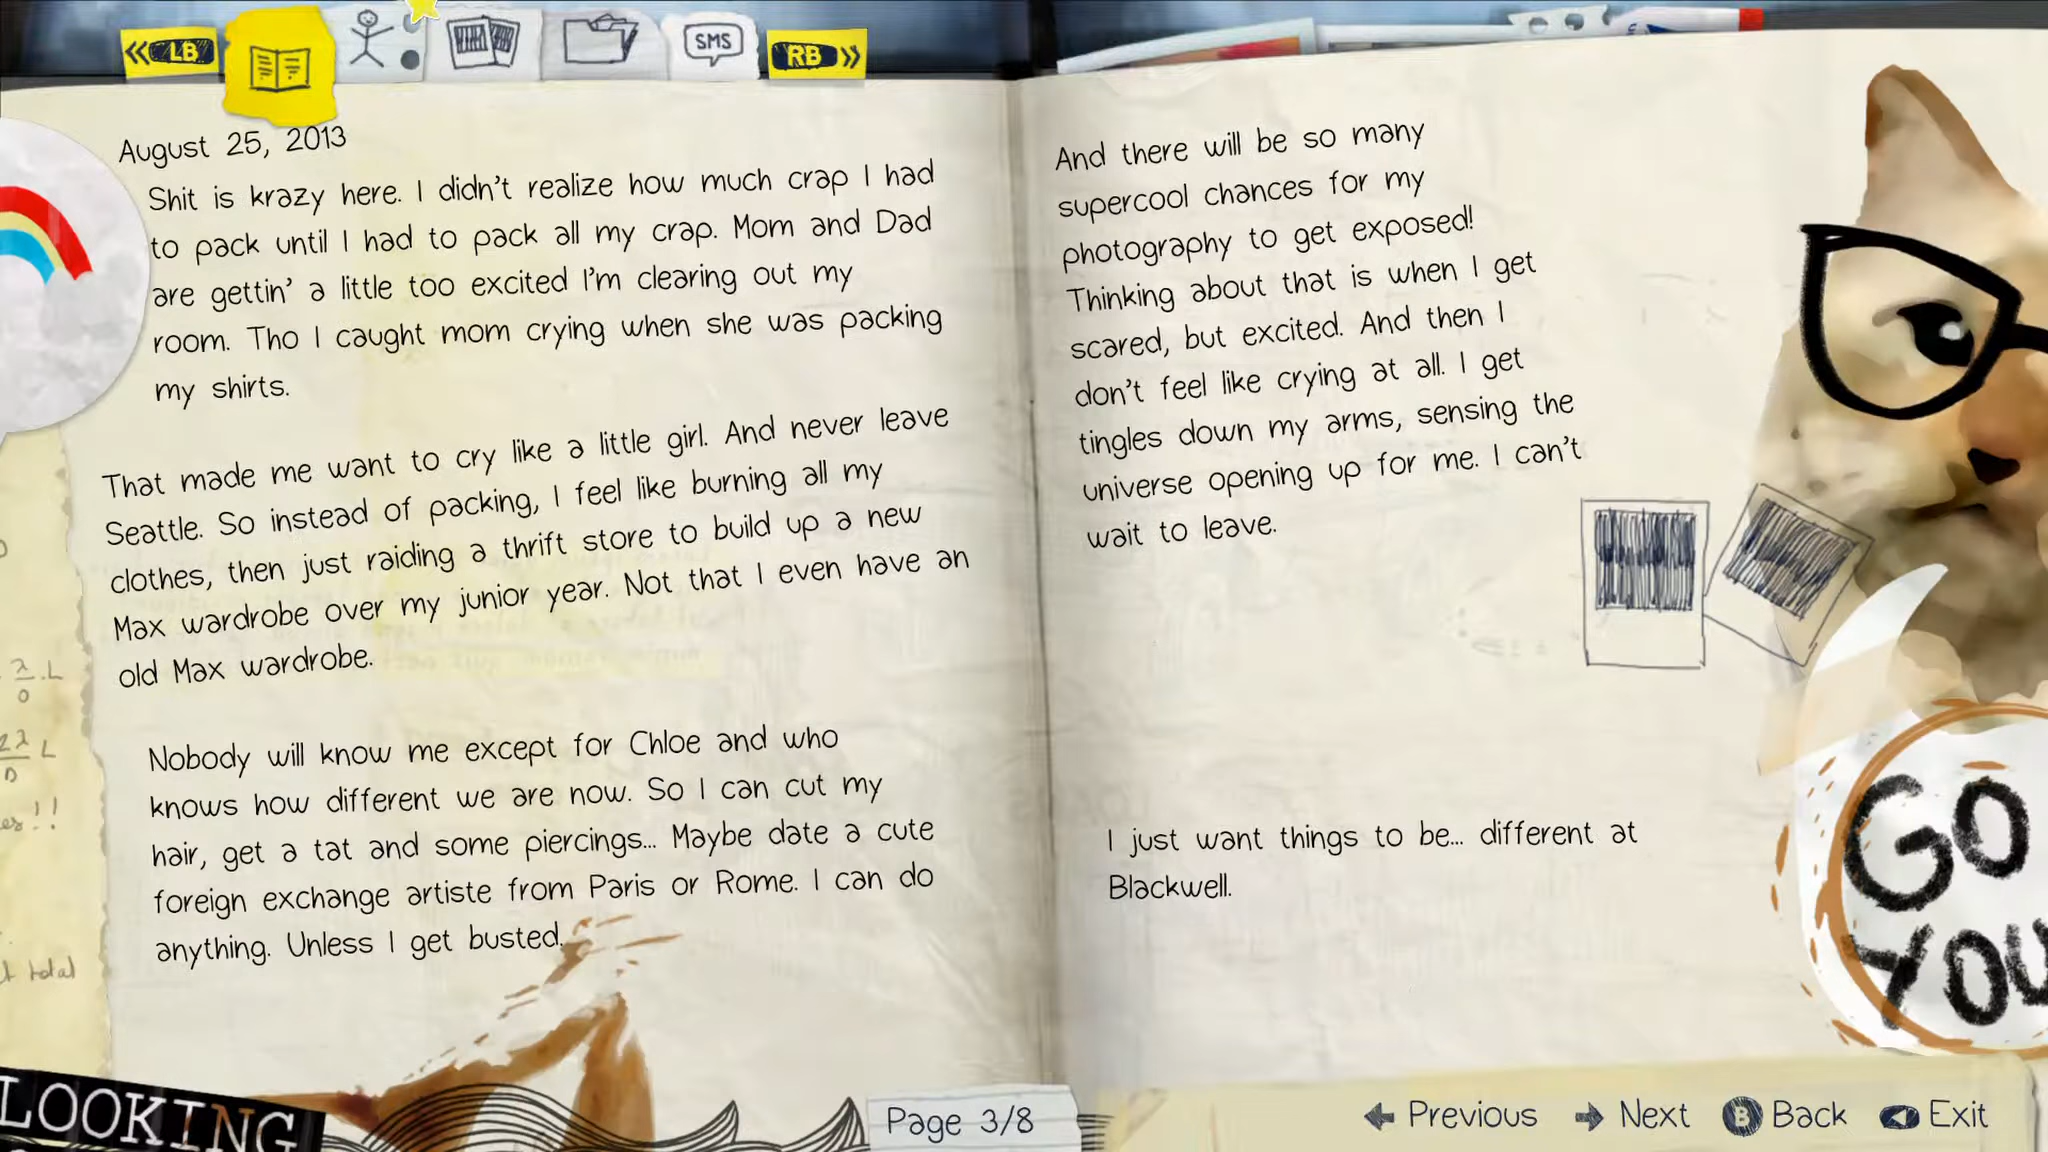 LB
SMS
RB
August 25, 2013
Shit is krazy here. I didn't realize how much crap I had
to pack until I had to pack all my crap. Mom and Dad
are gettin' a little too excited I'm clearing out my
room. Tho I caught mom crying when she was packing
my shirts.
That made me want to cry like a little girl. And never leave
Seattle. So instead of packing, I feel like burning all my
clothes, then just raiding a thrift store to build up a new
Max wardrobe over my junior year. Not that I even have an
old Max wardrobe.
Nobody will know me except for Chloe and who
knows how different we are now. So I can cut my
hair, get a tat and some piercings... Maybe date a cute
foreign exchange artiste from Paris or Rome. I can do
anything. Unless I get busted.
And there will be so many
supercool chances for my
photography to get exposed!
Thinking about that is when I get
scared, but excited. And then I
don't feel like crying at all. I get
tingles down my arms, sensing the
universe opening up for me. I can't
wait to leave.
I just want things to be... different at
Blackwell.
GO
YOU
LOOKING
Page 3/8
Previous
Next
B Back
Exit